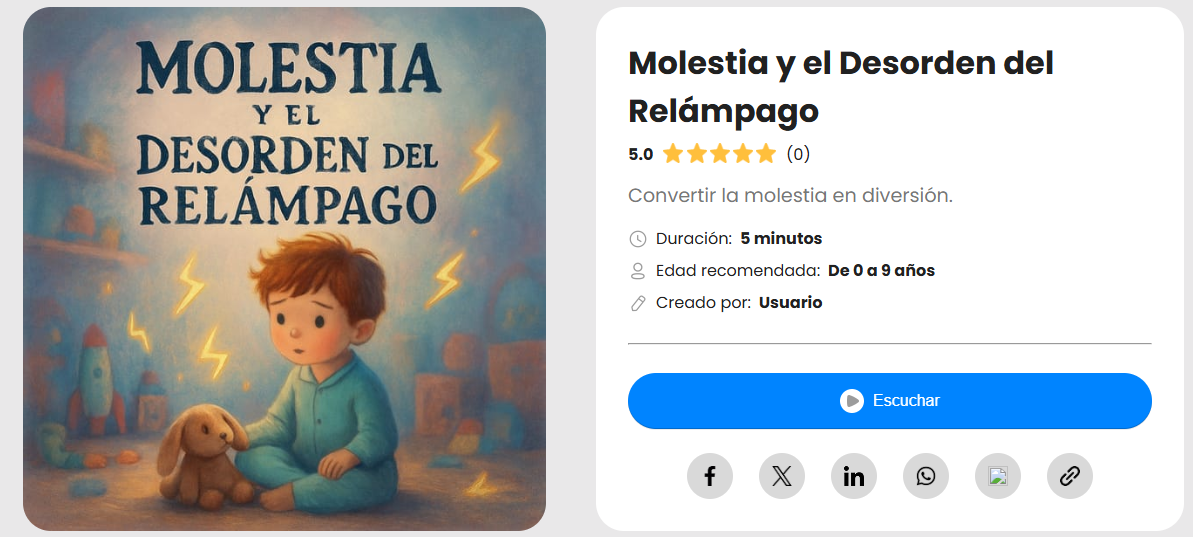 MOLESTIA
Y EL
DESORDEN DEL
RELÁMPAGO
Molestia y el Desorden del
Relámpago
5.0 (0)
Convertir la molestia en diversión.
Duración: 5 minutos
Edad recomendada: De 0 a 9 años
Creado por: Usuario
Escuchar